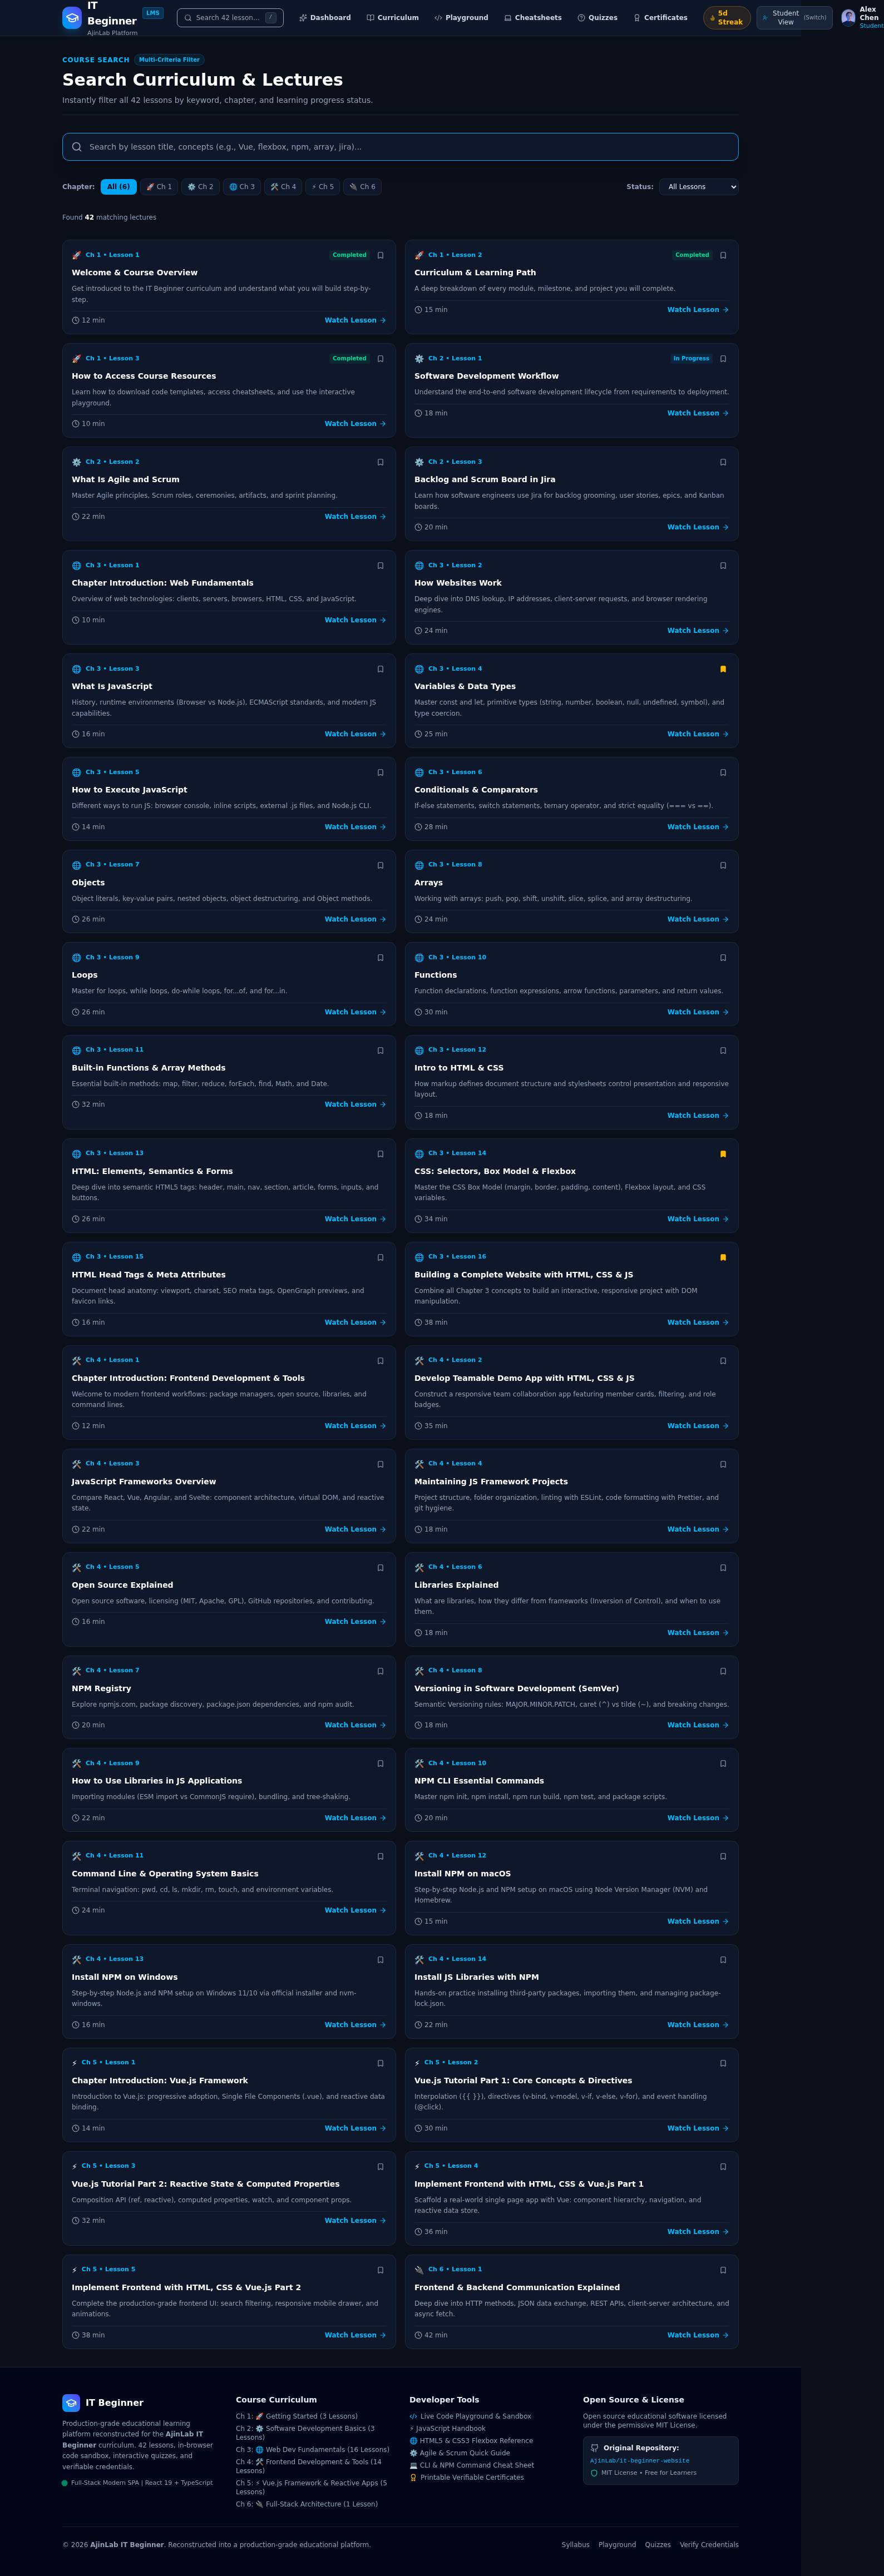 IT
Beginner
LMS
AjinLab Platform
Search 42 lesson...
/
Dashboard
Curriculum
Playground
Cheatsheets
Quizzes
Certificates
5d
Streak
Student
View
(Switch)
Alex
Chen
Student
COURSE SEARCH
Multi-Criteria Filter
Search Curriculum & Lectures
Instantly filter all 42 lessons by keyword, chapter, and learning progress status.
Search by lesson title, concepts (e.g., Vue, flexbox, npm, array, jira)...
Chapter:
All (6)
🚀 Ch 1
⚙️ Ch 2
🌐 Ch 3
🛠️ Ch 4
⚡ Ch 5
🔌 Ch 6
Status:
All Lessons
Found 42 matching lectures
🚀 Ch 1 • Lesson 1
Completed
Welcome & Course Overview
Get introduced to the IT Beginner curriculum and understand what you will build step-by-
step.
12 min
Watch Lesson
🚀 Ch 1 • Lesson 2
Completed
Curriculum & Learning Path
A deep breakdown of every module, milestone, and project you will complete.
15 min
Watch Lesson
🚀 Ch 1 • Lesson 3
Completed
How to Access Course Resources
Learn how to download code templates, access cheatsheets, and use the interactive
playground.
10 min
Watch Lesson
⚙️ Ch 2 • Lesson 1
In Progress
Software Development Workflow
Understand the end-to-end software development lifecycle from requirements to deployment.
18 min
Watch Lesson
⚙️ Ch 2 • Lesson 2
What Is Agile and Scrum
Master Agile principles, Scrum roles, ceremonies, artifacts, and sprint planning.
22 min
Watch Lesson
⚙️ Ch 2 • Lesson 3
Backlog and Scrum Board in Jira
Learn how software engineers use Jira for backlog grooming, user stories, epics, and Kanban
boards.
20 min
Watch Lesson
🌐 Ch 3 • Lesson 1
Chapter Introduction: Web Fundamentals
Overview of web technologies: clients, servers, browsers, HTML, CSS, and JavaScript.
10 min
Watch Lesson
🌐 Ch 3 • Lesson 2
How Websites Work
Deep dive into DNS lookup, IP addresses, client-server requests, and browser rendering
engines.
24 min
Watch Lesson
🌐 Ch 3 • Lesson 3
What Is JavaScript
History, runtime environments (Browser vs Node.js), ECMAScript standards, and modern JS
capabilities.
16 min
Watch Lesson
🌐 Ch 3 • Lesson 4
Variables & Data Types
Master const and let, primitive types (string, number, boolean, null, undefined, symbol), and
type coercion.
25 min
Watch Lesson
🌐 Ch 3 • Lesson 5
How to Execute JavaScript
Different ways to run JS: browser console, inline scripts, external .js files, and Node.js CLI.
14 min
Watch Lesson
🌐 Ch 3 • Lesson 6
Conditionals & Comparators
If-else statements, switch statements, ternary operator, and strict equality (=== vs ==).
28 min
Watch Lesson
🌐 Ch 3 • Lesson 7
Objects
Object literals, key-value pairs, nested objects, object destructuring, and Object methods.
26 min
Watch Lesson
🌐 Ch 3 • Lesson 8
Arrays
Working with arrays: push, pop, shift, unshift, slice, splice, and array destructuring.
24 min
Watch Lesson
🌐 Ch 3 • Lesson 9
Loops
Master for loops, while loops, do-while loops, for...of, and for...in.
26 min
Watch Lesson
🌐 Ch 3 • Lesson 10
Functions
Function declarations, function expressions, arrow functions, parameters, and return values.
30 min
Watch Lesson
🌐 Ch 3 • Lesson 11
Built-in Functions & Array Methods
Essential built-in methods: map, filter, reduce, forEach, find, Math, and Date.
32 min
Watch Lesson
🌐 Ch 3 • Lesson 12
Intro to HTML & CSS
How markup defines document structure and stylesheets control presentation and responsive
layout.
18 min
Watch Lesson
🌐 Ch 3 • Lesson 13
HTML: Elements, Semantics & Forms
Deep dive into semantic HTML5 tags: header, main, nav, section, article, forms, inputs, and
buttons.
26 min
Watch Lesson
🌐 Ch 3 • Lesson 14
CSS: Selectors, Box Model & Flexbox
Master the CSS Box Model (margin, border, padding, content), Flexbox layout, and CSS
variables.
34 min
Watch Lesson
🌐 Ch 3 • Lesson 15
HTML Head Tags & Meta Attributes
Document head anatomy: viewport, charset, SEO meta tags, OpenGraph previews, and
favicon links.
16 min
Watch Lesson
🌐 Ch 3 • Lesson 16
Building a Complete Website with HTML, CSS & JS
Combine all Chapter 3 concepts to build an interactive, responsive project with DOM
manipulation.
38 min
Watch Lesson
🛠️ Ch 4 • Lesson 1
Chapter Introduction: Frontend Development & Tools
Welcome to modern frontend workflows: package managers, open source, libraries, and
command lines.
12 min
Watch Lesson
🛠️ Ch 4 • Lesson 2
Develop Teamable Demo App with HTML, CSS & JS
Construct a responsive team collaboration app featuring member cards, filtering, and role
badges.
35 min
Watch Lesson
🛠️ Ch 4 • Lesson 3
JavaScript Frameworks Overview
Compare React, Vue, Angular, and Svelte: component architecture, virtual DOM, and reactive
state.
22 min
Watch Lesson
🛠️ Ch 4 • Lesson 4
Maintaining JS Framework Projects
Project structure, folder organization, linting with ESLint, code formatting with Prettier, and
git hygiene.
18 min
Watch Lesson
🛠️ Ch 4 • Lesson 5
Open Source Explained
Open source software, licensing (MIT, Apache, GPL), GitHub repositories, and contributing.
16 min
Watch Lesson
🛠️ Ch 4 • Lesson 6
Libraries Explained
What are libraries, how they differ from frameworks (Inversion of Control), and when to use
them.
18 min
Watch Lesson
🛠️ Ch 4 • Lesson 7
NPM Registry
Explore npmjs.com, package discovery, package.json dependencies, and npm audit.
20 min
Watch Lesson
🛠️ Ch 4 • Lesson 8
Versioning in Software Development (SemVer)
Semantic Versioning rules: MAJOR.MINOR.PATCH, caret (^) vs tilde (~), and breaking changes.
18 min
Watch Lesson
🛠️ Ch 4 • Lesson 9
How to Use Libraries in JS Applications
Importing modules (ESM import vs CommonJS require), bundling, and tree-shaking.
22 min
Watch Lesson
🛠️ Ch 4 • Lesson 10
NPM CLI Essential Commands
Master npm init, npm install, npm run build, npm test, and package scripts.
20 min
Watch Lesson
🛠️ Ch 4 • Lesson 11
Command Line & Operating System Basics
Terminal navigation: pwd, cd, ls, mkdir, rm, touch, and environment variables.
24 min
Watch Lesson
🛠️ Ch 4 • Lesson 12
Install NPM on macOS
Step-by-step Node.js and NPM setup on macOS using Node Version Manager (NVM) and
Homebrew.
15 min
Watch Lesson
🛠️ Ch 4 • Lesson 13
Install NPM on Windows
Step-by-step Node.js and NPM setup on Windows 11/10 via official installer and nvm-
windows.
16 min
Watch Lesson
🛠️ Ch 4 • Lesson 14
Install JS Libraries with NPM
Hands-on practice installing third-party packages, importing them, and managing package-
lock.json.
22 min
Watch Lesson
⚡ Ch 5 • Lesson 1
Chapter Introduction: Vue.js Framework
Introduction to Vue.js: progressive adoption, Single File Components (.vue), and reactive data
binding.
14 min
Watch Lesson
⚡ Ch 5 • Lesson 2
Vue.js Tutorial Part 1: Core Concepts & Directives
Interpolation ({{ }}), directives (v-bind, v-model, v-if, v-else, v-for), and event handling
(@click).
30 min
Watch Lesson
⚡ Ch 5 • Lesson 3
Vue.js Tutorial Part 2: Reactive State & Computed Properties
Composition API (ref, reactive), computed properties, watch, and component props.
32 min
Watch Lesson
⚡ Ch 5 • Lesson 4
Implement Frontend with HTML, CSS & Vue.js Part 1
Scaffold a real-world single page app with Vue: component hierarchy, navigation, and
reactive data store.
36 min
Watch Lesson
⚡ Ch 5 • Lesson 5
Implement Frontend with HTML, CSS & Vue.js Part 2
Complete the production-grade frontend UI: search filtering, responsive mobile drawer, and
animations.
38 min
Watch Lesson
🔌 Ch 6 • Lesson 1
Frontend & Backend Communication Explained
Deep dive into HTTP methods, JSON data exchange, REST APIs, client-server architecture, and
async fetch.
42 min
Watch Lesson
IT Beginner
Production-grade educational learning
platform reconstructed for the AjinLab IT
Beginner curriculum. 42 lessons, in-browser
code sandbox, interactive quizzes, and
verifiable credentials.
Full-Stack Modern SPA | React 19 + TypeScript
Course Curriculum
Ch 1: 🚀 Getting Started (3 Lessons)
Ch 2: ⚙️ Software Development Basics (3
Lessons)
Ch 3: 🌐 Web Dev Fundamentals (16 Lessons)
Ch 4: 🛠️ Frontend Development & Tools (14
Lessons)
Ch 5: ⚡ Vue.js Framework & Reactive Apps (5
Lessons)
Ch 6: 🔌 Full-Stack Architecture (1 Lesson)
Developer Tools
Live Code Playground & Sandbox
⚡ JavaScript Handbook
🌐 HTML5 & CSS3 Flexbox Reference
⚙️ Agile & Scrum Quick Guide
💻 CLI & NPM Command Cheat Sheet
Printable Verifiable Certificates
Open Source & License
Open source educational software licensed
under the permissive MIT License.
Original Repository:
AjinLab/it-beginner-website
MIT License • Free for Learners
© 2026 AjinLab IT Beginner. Reconstructed into a production-grade educational platform.
Syllabus
Playground
Quizzes
Verify Credentials